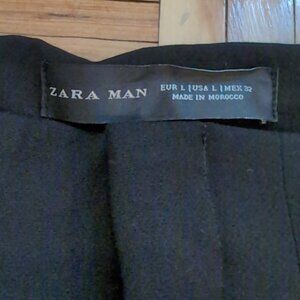 ZARA MAN
EUR L | USA L | MEX 32
MADE IN MOROCCO